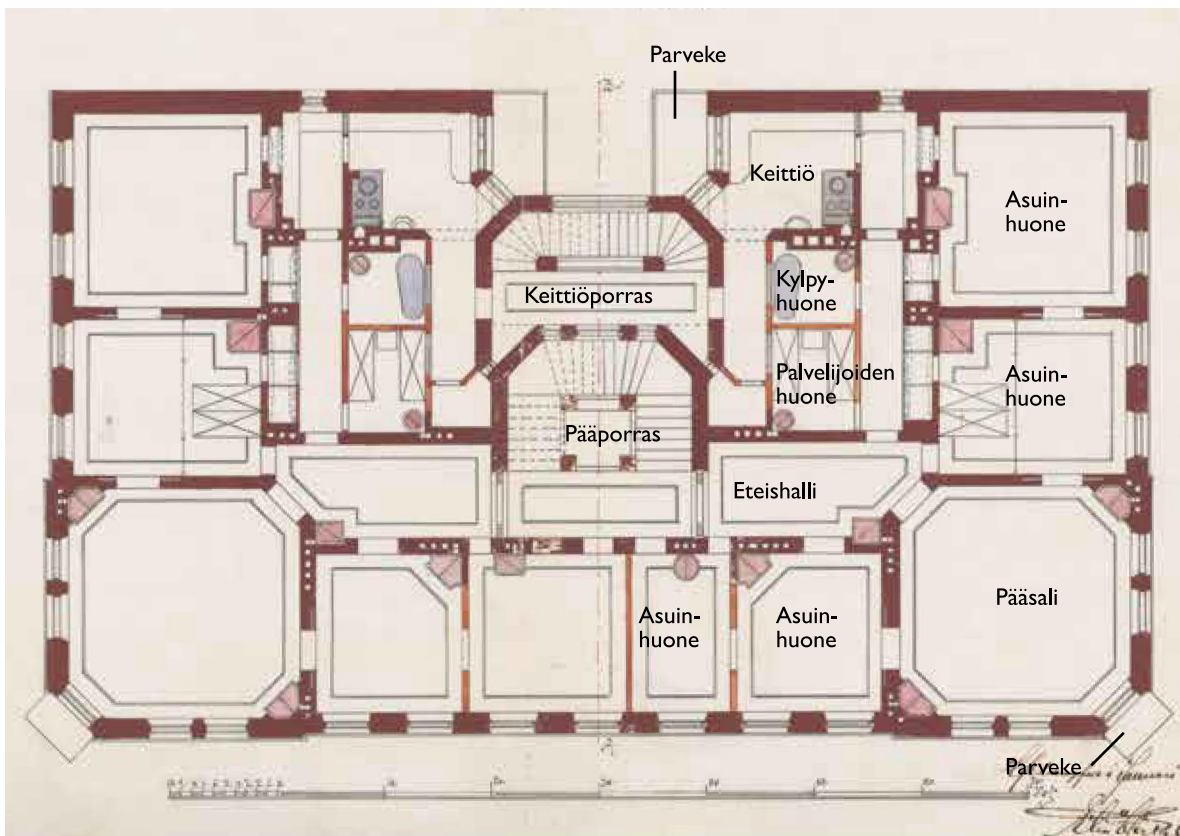 Parveke
Keittiö
Asuin-
huone
Keittiöporras
Kylpy-
huone
Palvelijoiden
huone
Asuin-
huone
Pääporras
Eteishalli
Asuin-
huone
Asuin-
huone
Pääsali
Parveke